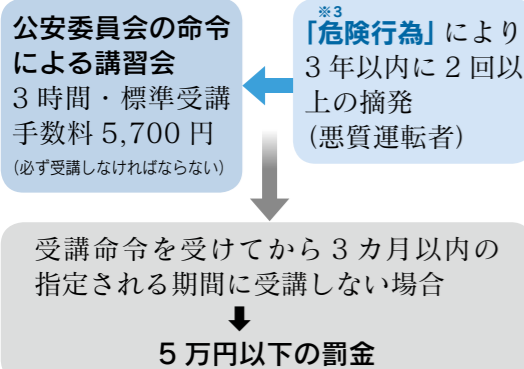 公安委員会の命令
による講習会
3時間・標準受講
手数料5,700円
(必ず受講しなければならない)
※3
「危険行為」により
3年以内に2回以
上の摘発
(悪質運転者)
受講命令を受けてから3カ月以内の
指定される期間に受講しない場合
5万円以下の罰金